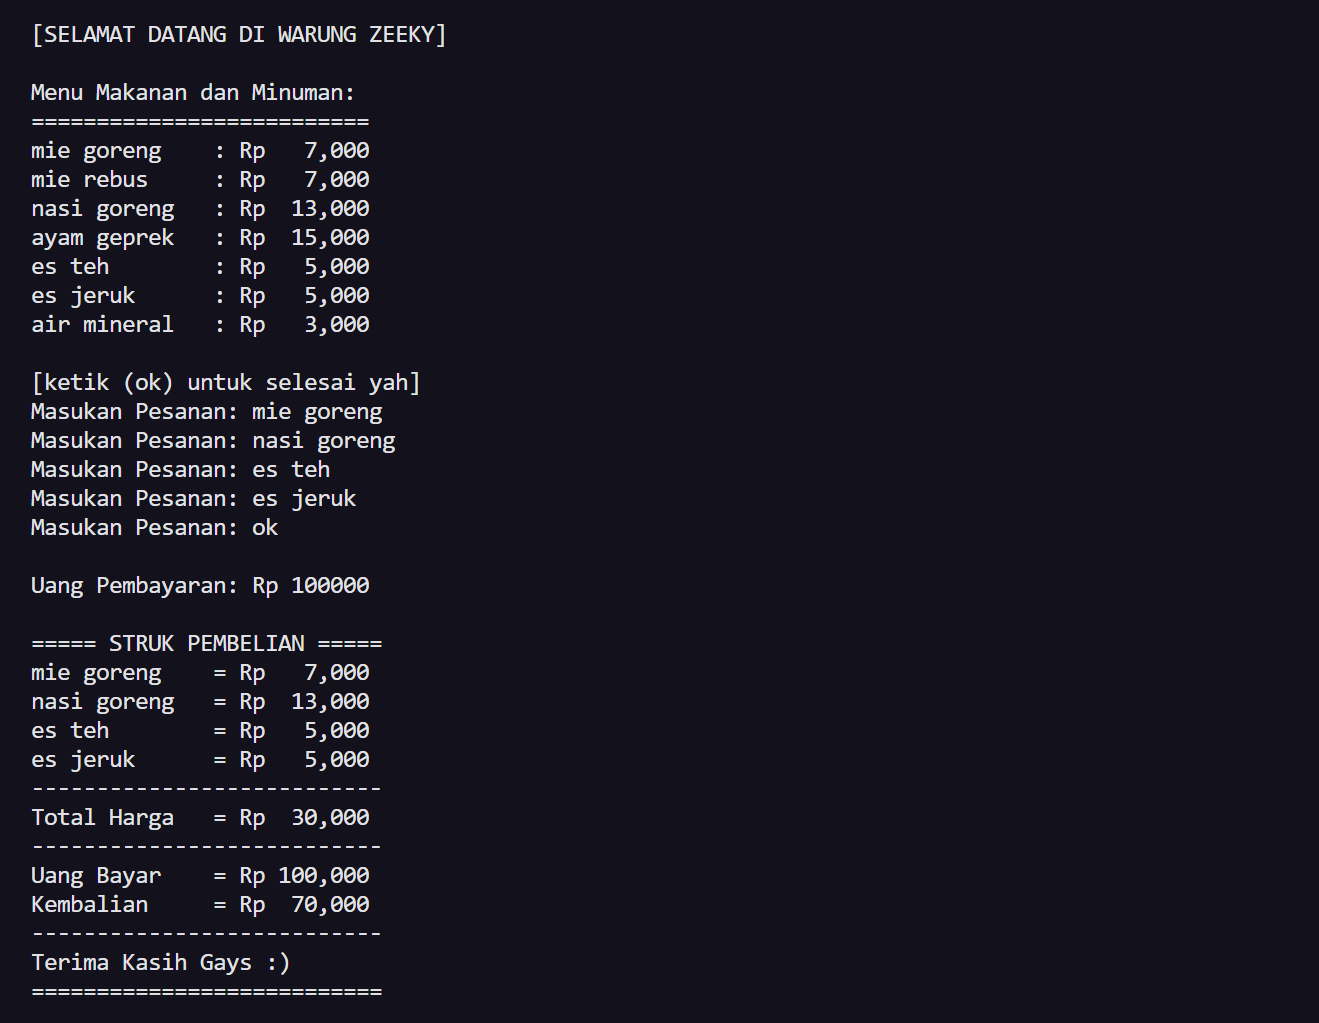 [SELAMAT DATANG DI WARUNG ZEEKY]

Menu Makanan dan Minuman:
==========================
mie goreng    : Rp   7,000
mie rebus     : Rp   7,000
nasi goreng   : Rp  13,000
ayam geprek   : Rp  15,000
es teh        : Rp   5,000
es jeruk      : Rp   5,000
air mineral   : Rp   3,000

[ketik (ok) untuk selesai yah]
Masukan Pesanan: mie goreng
Masukan Pesanan: nasi goreng
Masukan Pesanan: es teh
Masukan Pesanan: es jeruk
Masukan Pesanan: ok

Uang Pembayaran: Rp 100000

===== STRUK PEMBELIAN =====
mie goreng    = Rp   7,000
nasi goreng   = Rp  13,000
es teh        = Rp   5,000
es jeruk      = Rp   5,000
---------------------------
Total Harga   = Rp  30,000
---------------------------
Uang Bayar    = Rp 100,000
Kembalian     = Rp  70,000
---------------------------
Terima Kasih Gays :)
===========================